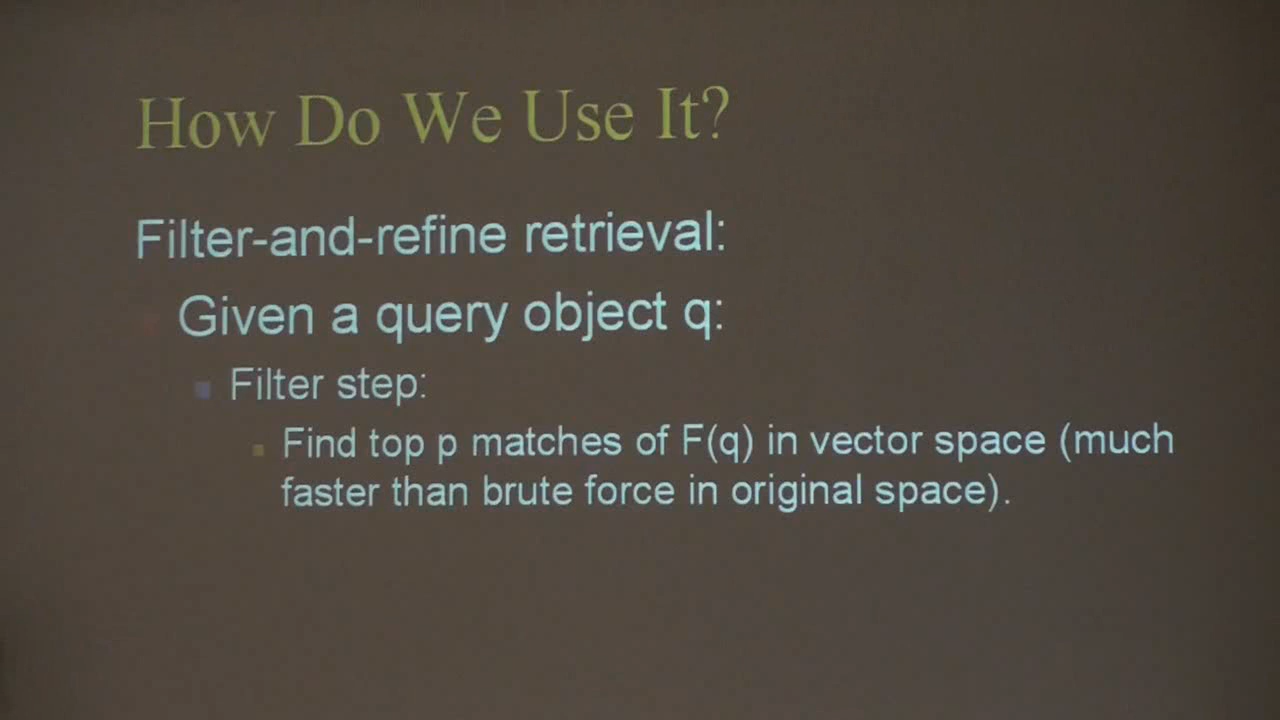 How Do We Use It?
Filter-and-refine retrieval:
Given a query object q:
Filter step:
Find top p matches of F(q) in vector space (much
faster than brute force in original space).